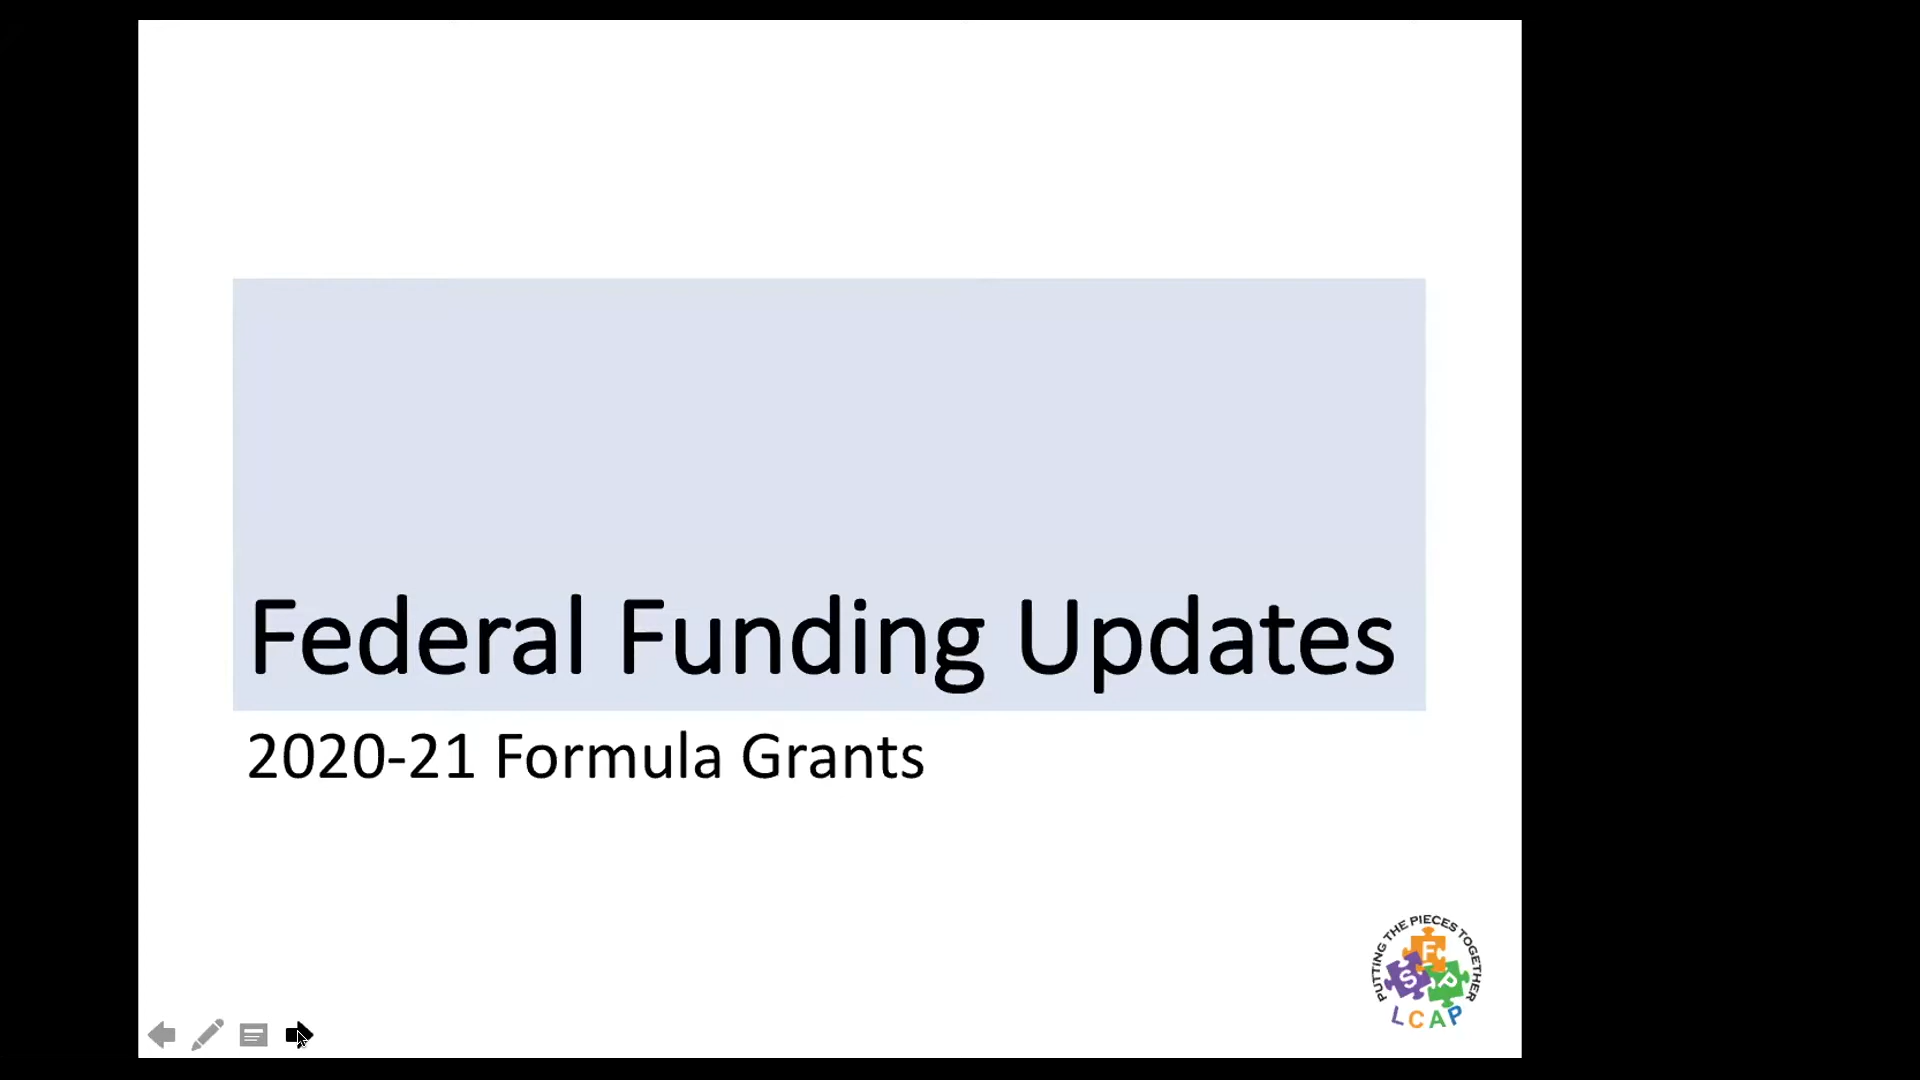 Federal Funding Updates
2020-21 Formula Grants
PUTTING THE PIECES TOGETHER
F
S P
LCAP